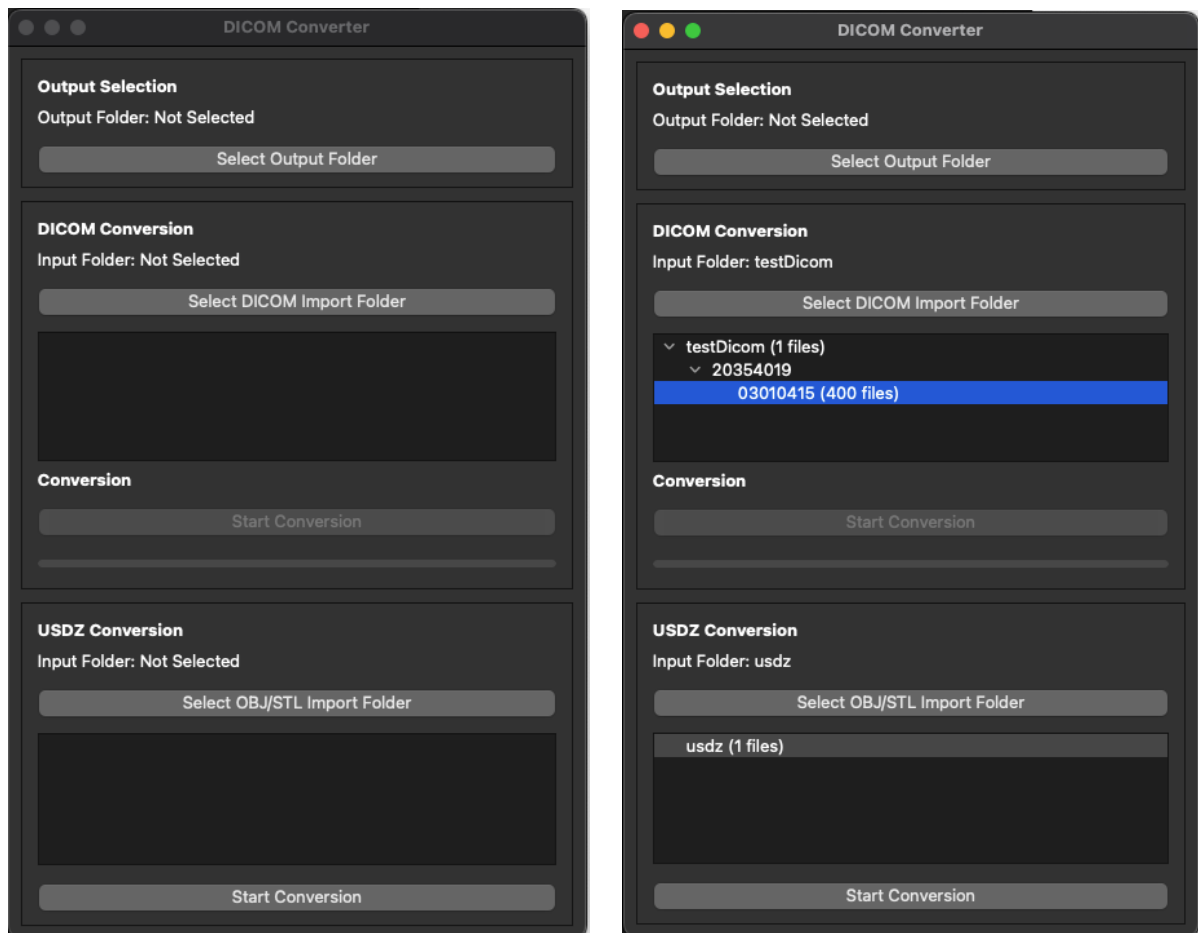 DICOM Converter
Output Selection
Output Folder: Not Selected
Select Output Folder
DICOM Conversion
Input Folder: Not Selected
Select DICOM Import Folder
Conversion
Start Conversion
USDZ Conversion
Input Folder: Not Selected
Select OBJ/STL Import Folder
Start Conversion
DICOM Converter
Output Selection
Output Folder: Not Selected
Select Output Folder
DICOM Conversion
Input Folder: testDicom
Select DICOM Import Folder
testDicom (1 files)
20354019
03010415 (400 files)
Conversion
Start Conversion
USDZ Conversion
Input Folder: usdz
Select OBJ/STL Import Folder
usdz (1 files)
Start Conversion